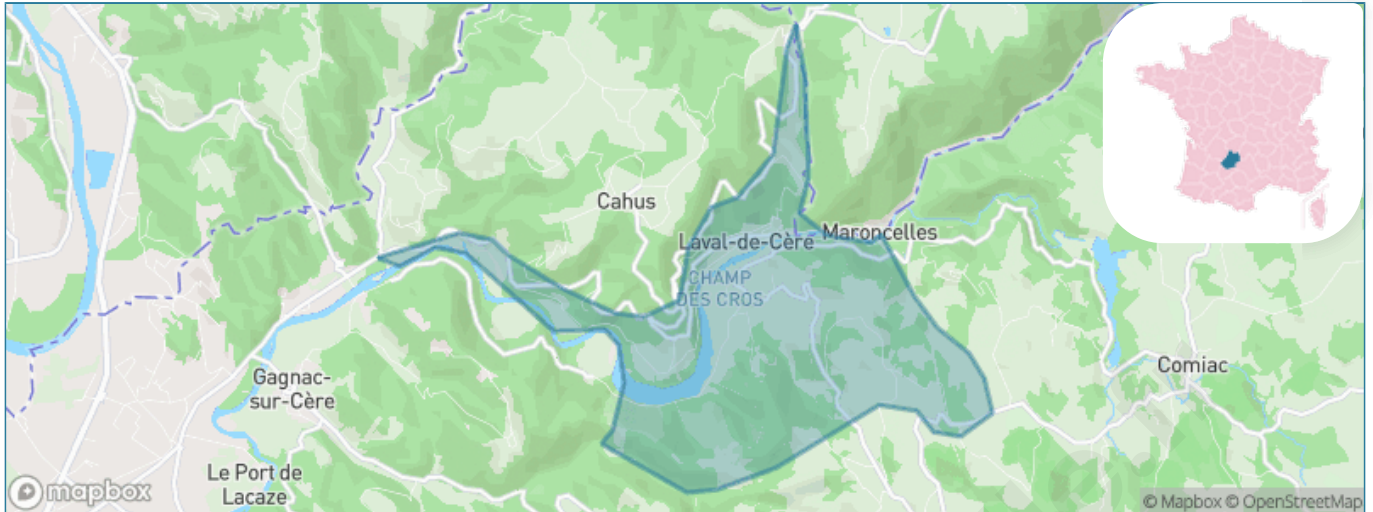 Cahus
Laval-de-Cère
Maroncelles
CHAMP
DES CROS
Comiac
Gagnac-
sur-Cère
Le Port de
Lacaze
mapbox
© Mapbox © OpenStreetMap